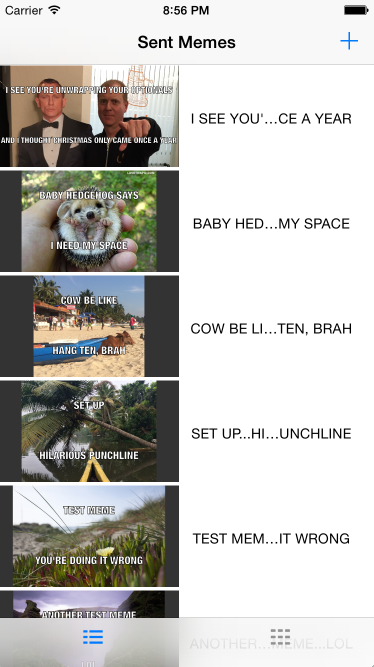 Carrier 8:56 PM
Sent Memes
I SEE YOU'RE UNWRAPPING YOUR OPTIONALS
AND I THOUGHT CHRISTMAS ONLY CAME ONCE A YEAR
I SEE YOU'...CE A YEAR
BABY HEDGEHOG SAYS
I NEED MY SPACE
BABY HED...MY SPACE
COW BE LIKE
HANG TEN, BRAH
COW BE LI...TEN, BRAH
SET UP
HILARIOUS PUNCHLINE
SET UP...HI...UNCHLINE
TEST MEME
YOU'RE DOING IT WRONG
TEST MEM...IT WRONG
ANOTHER TEST MEME
LOL
ANOTHER...MEME...LOL